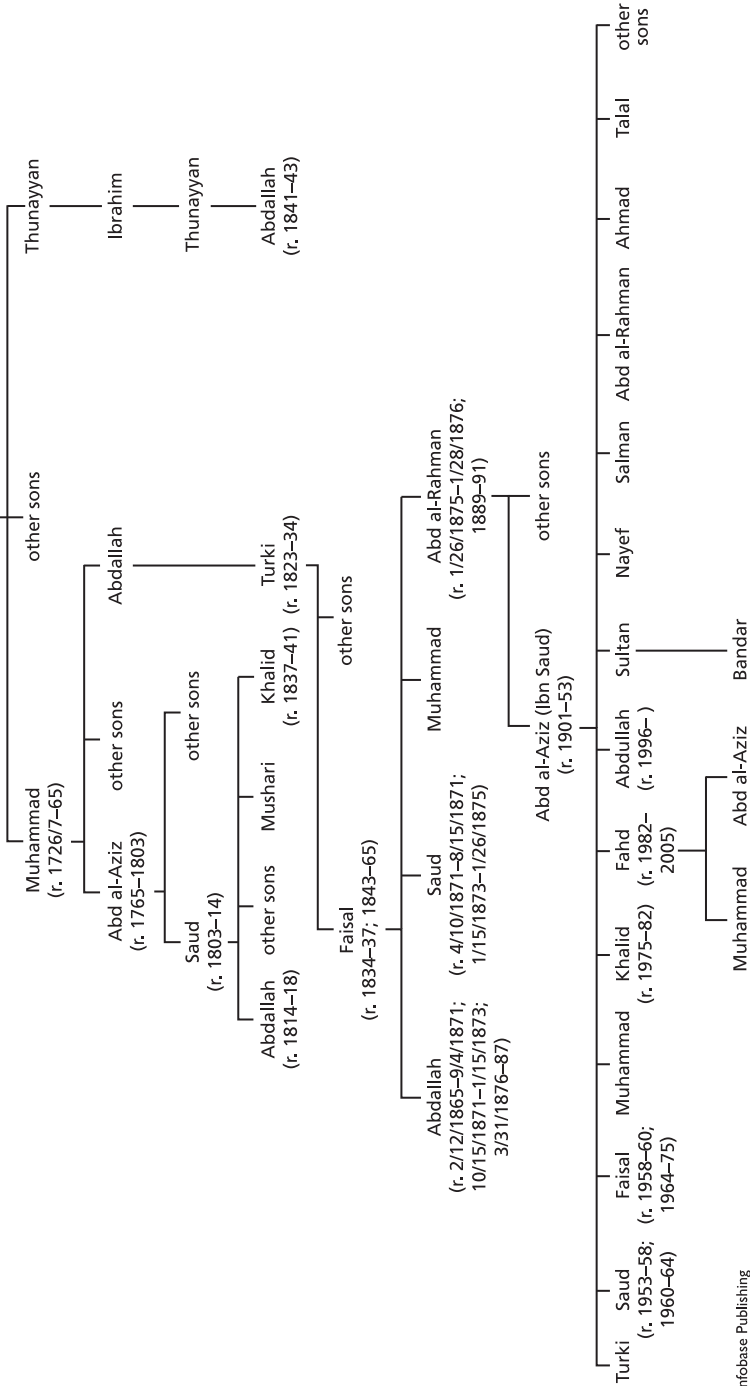 Muhammad
(r. 1726/7–65)
other sons
Thunayyan
Abd al-Aziz
(r. 1765–1803)
other sons
Abdallah
Ibrahim
Saud
(r. 1803–14)
other sons
Thunayyan
Abdallah
(r. 1814–18)
other sons
Mushari
Khalid
(r. 1837–41)
Turki
(r. 1823–34)
Abdallah
(r. 1841–43)
Faisal
(r. 1834–37; 1843–65)
other sons
Abdallah
(r. 2/12/1865–9/4/1871;
10/15/1871–1/15/1873;
3/31/1876–87)
Saud
(r. 4/10/1871–8/15/1871;
1/15/1873–1/26/1875)
Muhammad
Abd al-Rahman
(r. 1/26/1875–1/28/1876;
1889–91)
Abd al-Aziz (Ibn Saud)
(r. 1901–53)
other sons
Turki
Saud
(r. 1953–58;
1960–64)
Faisal
(r. 1958–60;
1964–75)
Muhammad
Khalid
(r. 1975–82)
Fahd
(r. 1982–
2005)
Abdullah
(r. 1996– )
Sultan
Nayef
Salman
Abd al-Rahman
Ahmad
Talal
other
sons
Muhammad
Abd al-Aziz
Bandar
nfobase Publishing